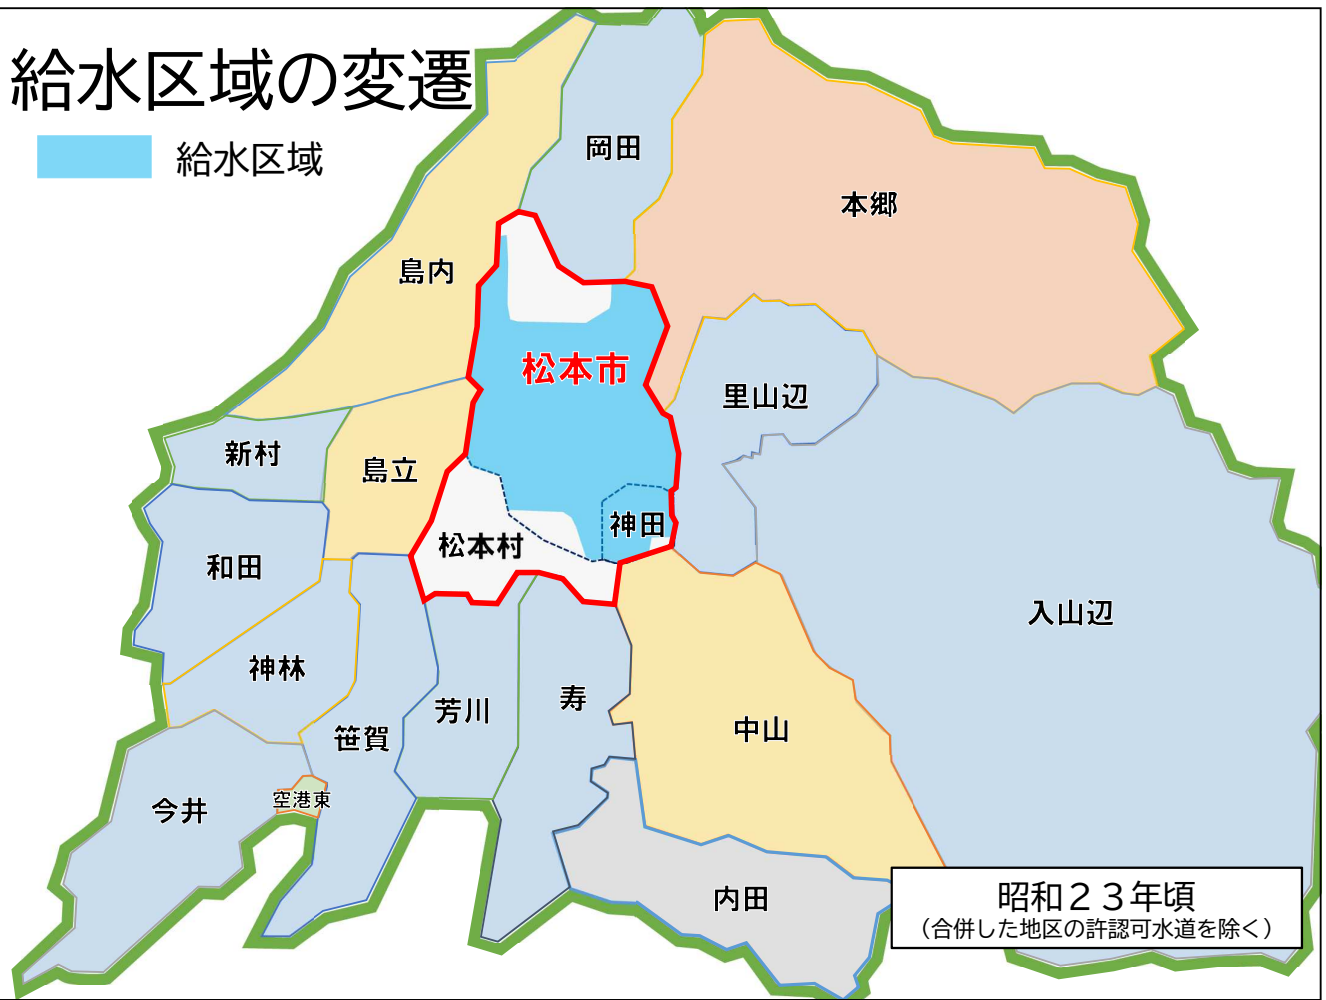 給水区域の変遷
給水区域
岡田
本郷
島内
松本市
里山辺
新村
島立
神田
松本村
和田
入山辺
神林
寿
芳川
笹賀
中山
空港東
今井
内田
昭和２３年頃
（合併した地区の許認可水道を除く）